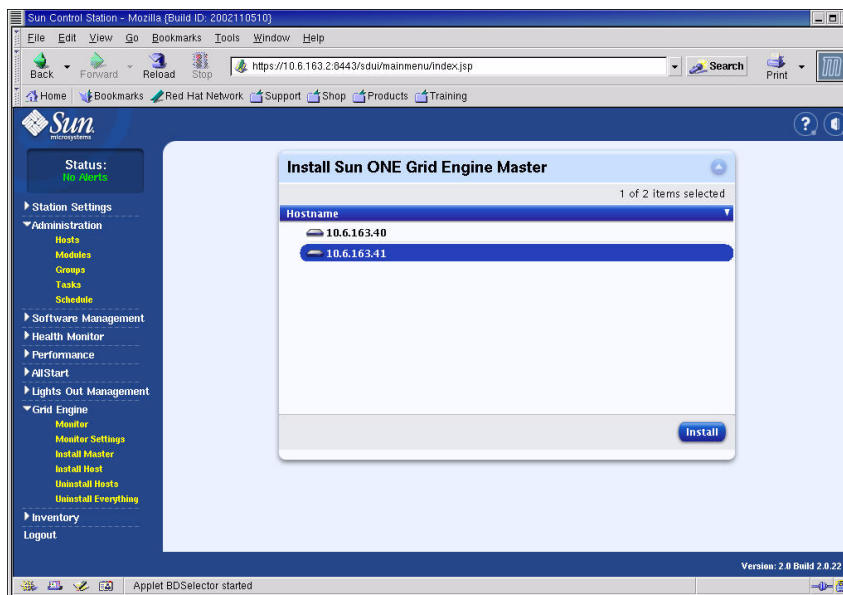 Sun Control Station - Mozilla {Build ID: 2002110510}
File Edit View Go Bookmarks Tools Window Help
Back Forward Reload Stop https://10.6.163.2:8443/sdui/mainmenu/index.jsp Search Print
Home Bookmarks Red Hat Network Support Shop Products Training
Sun
microsystems
?
Status:
No Alerts
Station Settings
Administration
Hosts
Modules
Groups
Tasks
Schedule
Software Management
Health Monitor
Performance
AllStart
Lights Out Management
Grid Engine
Monitor
Monitor Settings
Install Master
Install Host
Uninstall Hosts
Uninstall Everything
Inventory
Logout
Install Sun ONE Grid Engine Master
1 of 2 items selected
Hostname
10.6.163.40
10.6.163.41
Install
Version: 2.0 Build 2.0.22
Applet BDSelector started